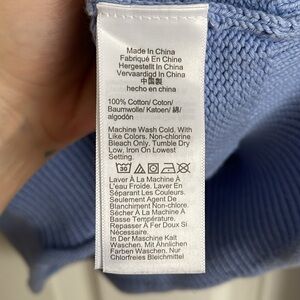 Made In China
Fabriqué En Chine
Hergestellt In China
Vervaardigd In China
中国製
hecho en china
100% Cotton/ Coton/
Baumwolle/ Katoen/ 綿/
algodón
Machine Wash Cold, With
Like Colors. Non-chlorine
Bleach Only. Tumble Dry
Low, Iron On Lowest
Setting.
30
Laver À La Machine À
L'eau Froide. Laver En
Séparant Les Couleurs.
Seulement Agent De
Blanchiment Non-chlore.
Sécher À La Machine À
Basse Température.
Repasser À Fer Doux Si
Nécessaire.
In Der Maschine Kalt
Waschen. Mit Ähnlichen
Farben Waschen. Nur
Chlorfreies Bleichmittel